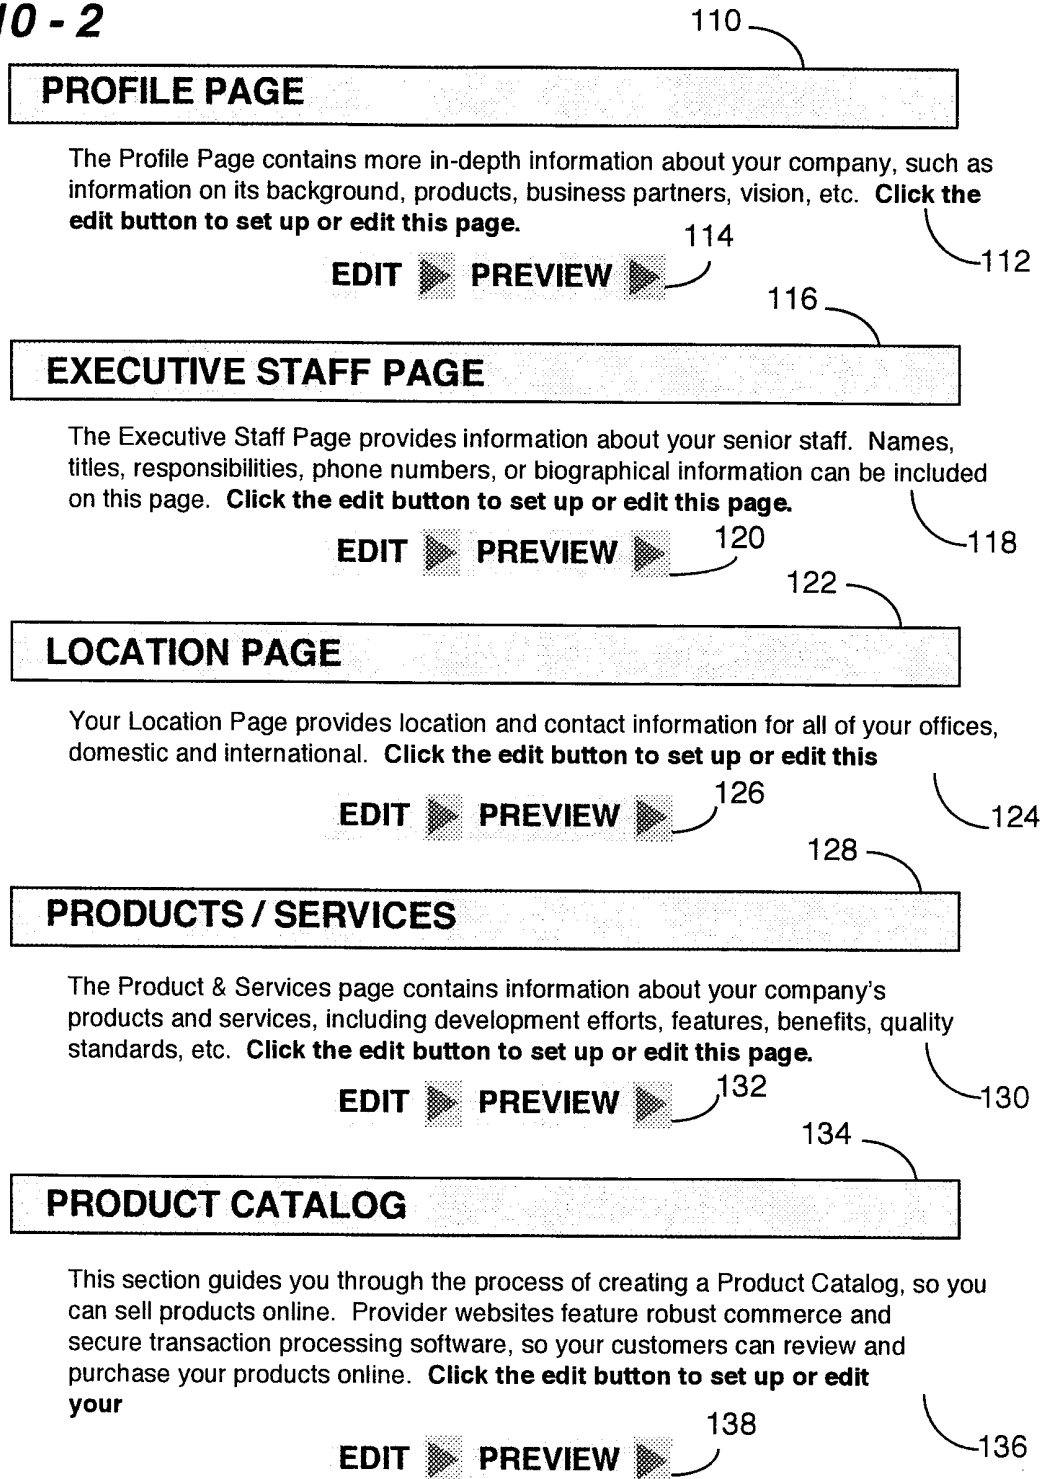 10 - 2
110
PROFILE PAGE
The Profile Page contains more in-depth information about your company, such as
information on its background, products, business partners, vision, etc. Click the
edit button to set up or edit this page.
114
112
EDIT PREVIEW
116
EXECUTIVE STAFF PAGE
The Executive Staff Page provides information about your senior staff. Names,
titles, responsibilities, phone numbers, or biographical information can be included
on this page. Click the edit button to set up or edit this page.
120
118
EDIT PREVIEW
122
LOCATION PAGE
Your Location Page provides location and contact information for all of your offices,
domestic and international. Click the edit button to set up or edit this
126
124
EDIT PREVIEW
128
PRODUCTS / SERVICES
The Product & Services page contains information about your company's
products and services, including development efforts, features, benefits, quality
standards, etc. Click the edit button to set up or edit this page.
132
130
EDIT PREVIEW
134
PRODUCT CATALOG
This section guides you through the process of creating a Product Catalog, so you
can sell products online. Provider websites feature robust commerce and
secure transaction processing software, so your customers can review and
purchase your products online. Click the edit button to set up or edit
your
138
136
EDIT PREVIEW